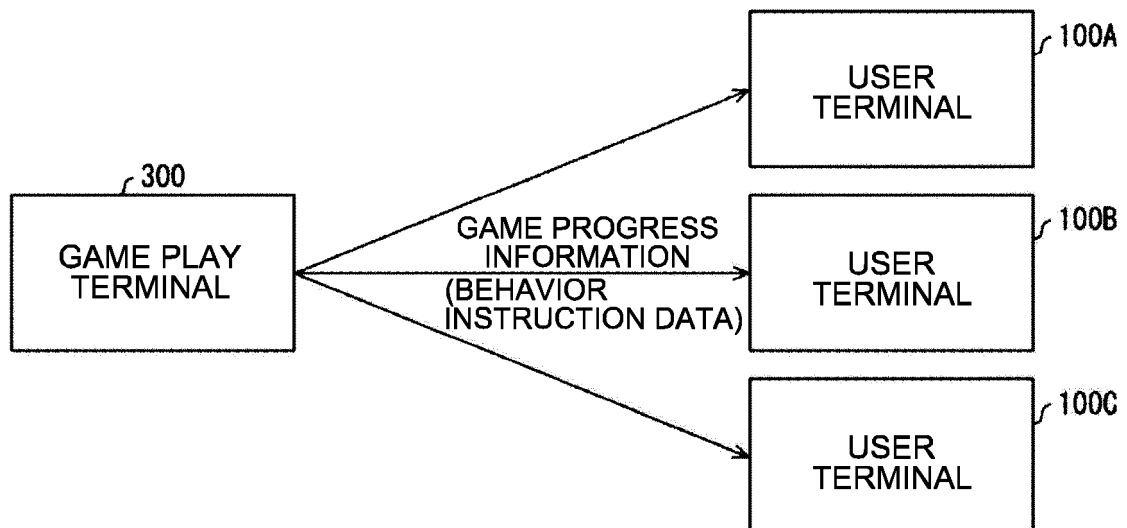 100A
USER
TERMINAL
300
GAME PLAY
TERMINAL
GAME PROGRESS
INFORMATION
(BEHAVIOR
INSTRUCTION DATA)
100B
USER
TERMINAL
100C
USER
TERMINAL